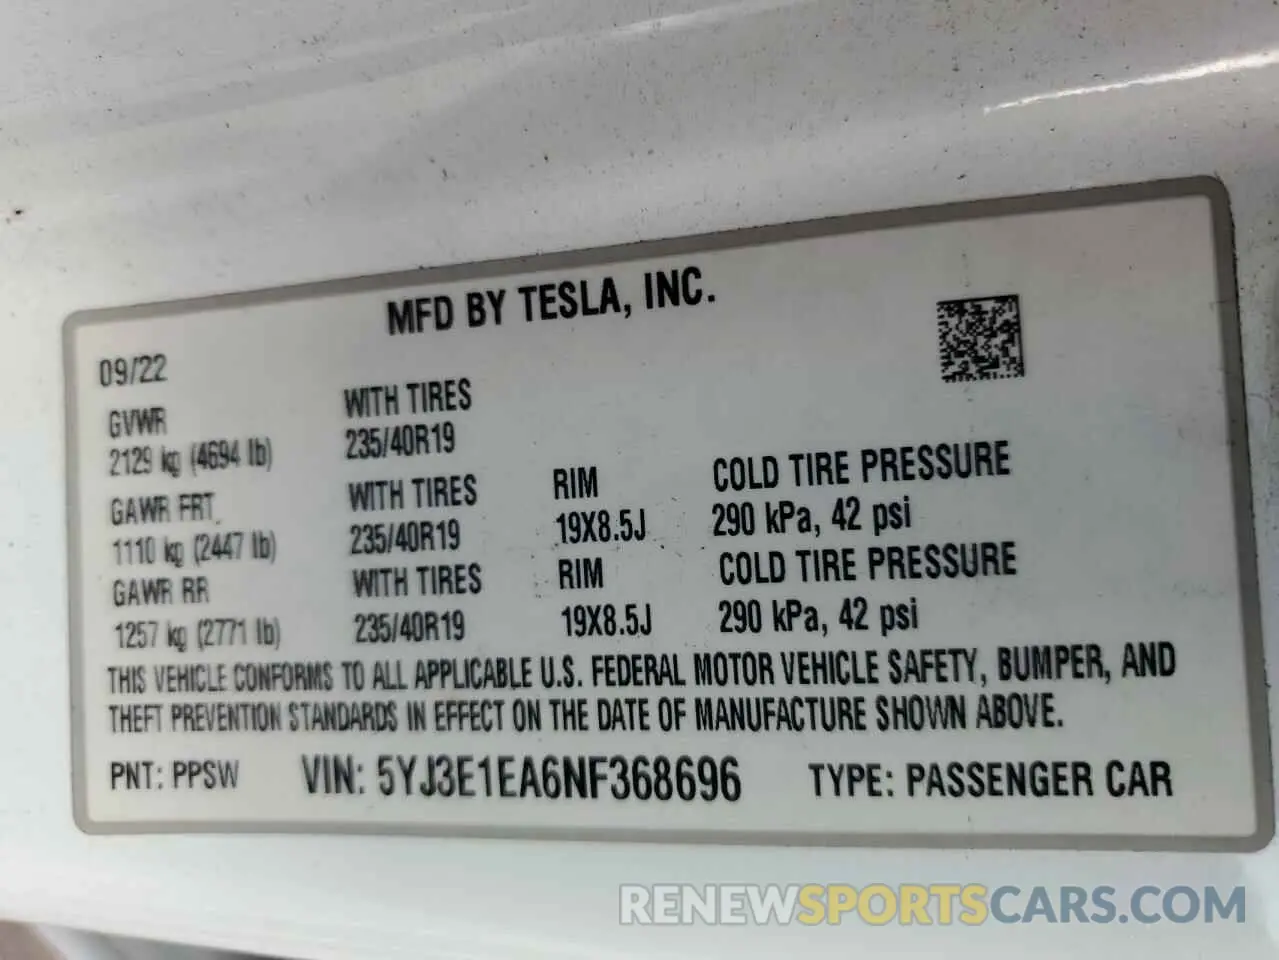 MFD BY TESLA, INC.
09/22
GVWR
2129 kg (4694 lb)
WITH TIRES
235/40R19
GAWR FRT
1110 kg (2447 lb)
WITH TIRES
235/40R19
RIM
19X8.5J
COLD TIRE PRESSURE
290 kPa, 42 psi
GAWR RR
1257 kg (2771 lb)
WITH TIRES
235/40R19
RIM
19X8.5J
COLD TIRE PRESSURE
290 kPa, 42 psi
THIS VEHICLE CONFORMS TO ALL APPLICABLE U.S. FEDERAL MOTOR VEHICLE SAFETY, BUMPER, AND
THEFT PREVENTION STANDARDS IN EFFECT ON THE DATE OF MANUFACTURE SHOWN ABOVE.
PNT: PPSW VIN: 5YJ3E1EA6NF368696 TYPE: PASSENGER CAR
RENEWSPORTSCARS.COM